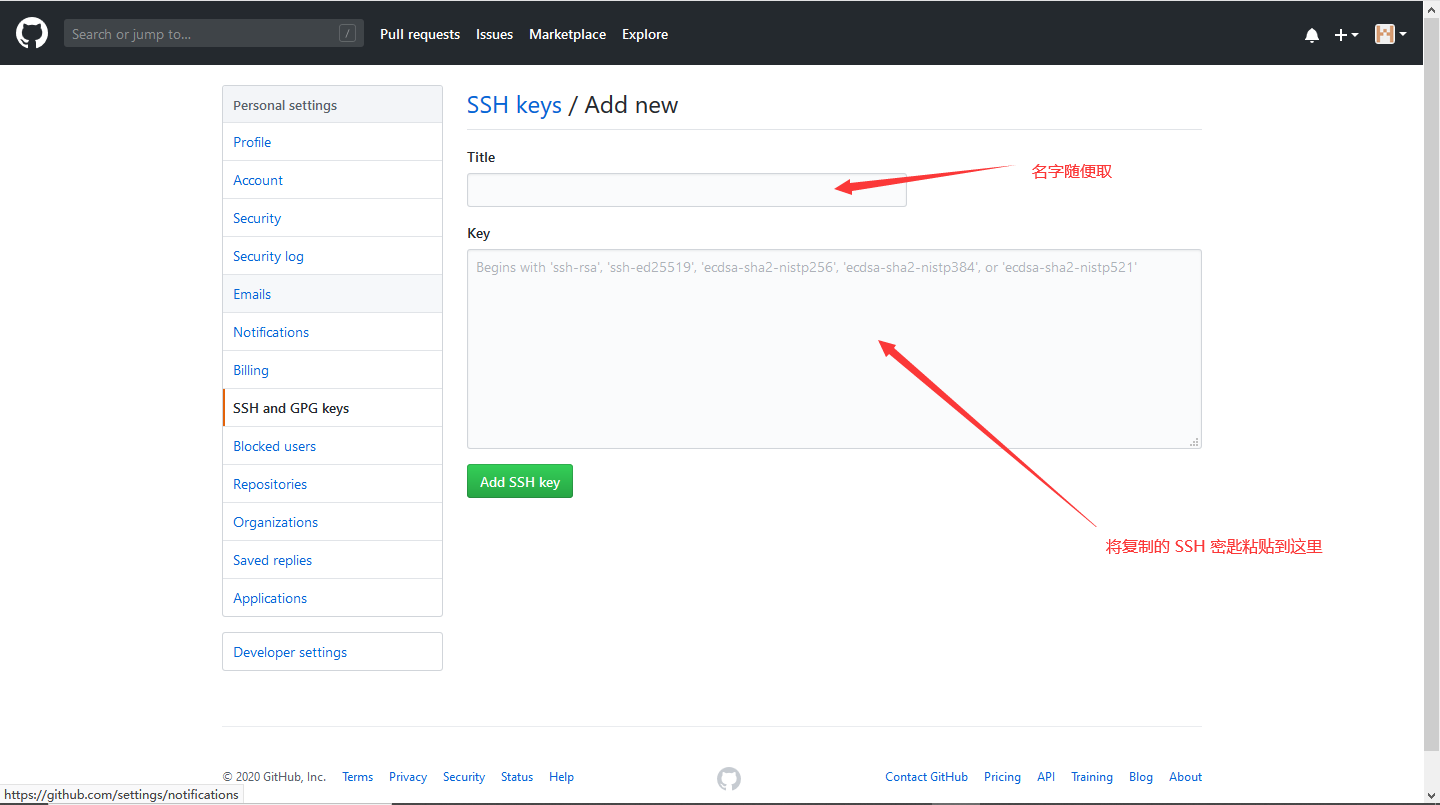 Search or jump to... /
Pull requests Issues Marketplace Explore
Personal settings
Profile
Account
Security
Security log
Emails
Notifications
Billing
SSH and GPG keys
Blocked users
Repositories
Organizations
Saved replies
Applications
Developer settings
SSH keys / Add new
Title
名字随便取
Key
Begins with 'ssh-rsa', 'ssh-ed25519', 'ecdsa-sha2-nistp256', 'ecdsa-sha2-nistp384', or 'ecdsa-sha2-nistp521'
Add SSH key
将复制的 SSH 密匙粘贴到这里
© 2020 GitHub, Inc. Terms Privacy Security Status Help
Contact GitHub Pricing API Training Blog About
https://github.com/settings/notifications